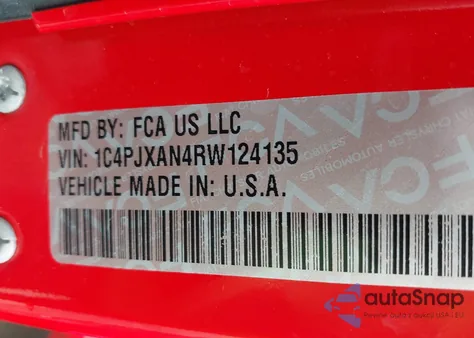 MFD BY: FCA US LLC
VIN: 1C4PJXAN4RW124135
VEHICLE MADE IN: U.S.A.
autoSnap